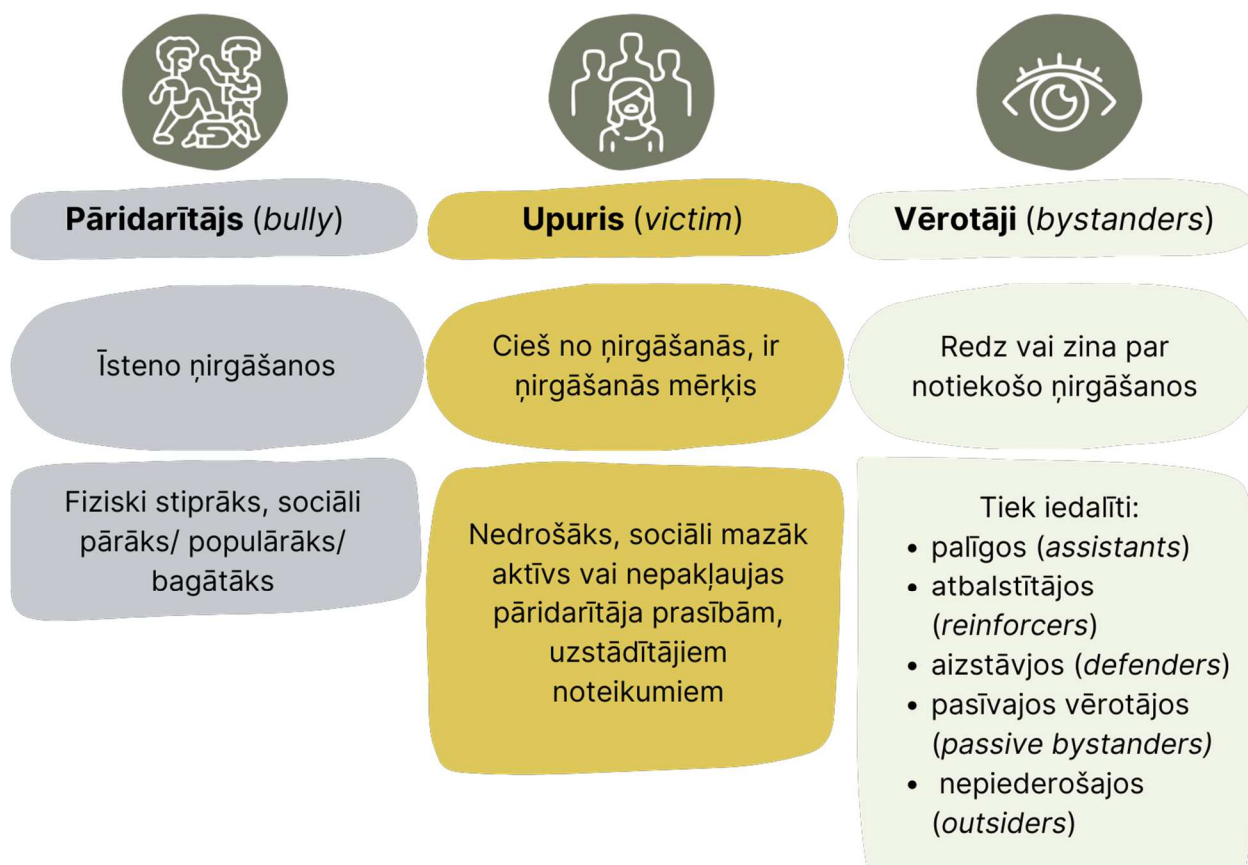 Pāridarītājs (bully)
Īsteno ņirgāšanos
Fiziski stiprāks, sociāli
pārāks/ populārāks/
bagātāks
Upuris (victim)
Cieš no ņirgāšanās, ir
ņirgāšanās mērķis
Nedrošāks, sociāli mazāk
aktīvs vai nepakļaujas
pāridarītāja prasībām,
uzstādītājiem
noteikumiem
Vērotāji (bystanders)
Redz vai zina par
notiekošo ņirgāšanos
Tiek iedalīti:
• palīgos (assistants)
• atbalstītājos
(reinforcers)
• aizstāvjos (defenders)
• pasīvajos vērotājos
(passive bystanders)
• nepiederošajos
(outsiders)